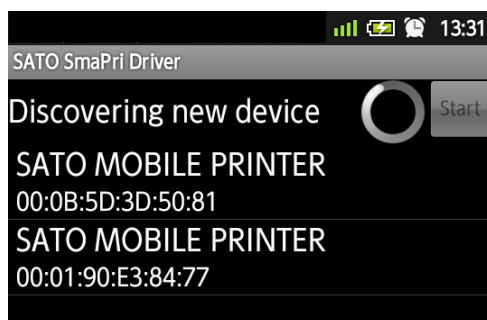 13:31
SATO SmaPri Driver
Discovering new device
Start
SATO MOBILE PRINTER
00:0B:5D:3D:50:81
SATO MOBILE PRINTER
00:01:90:E3:84:77